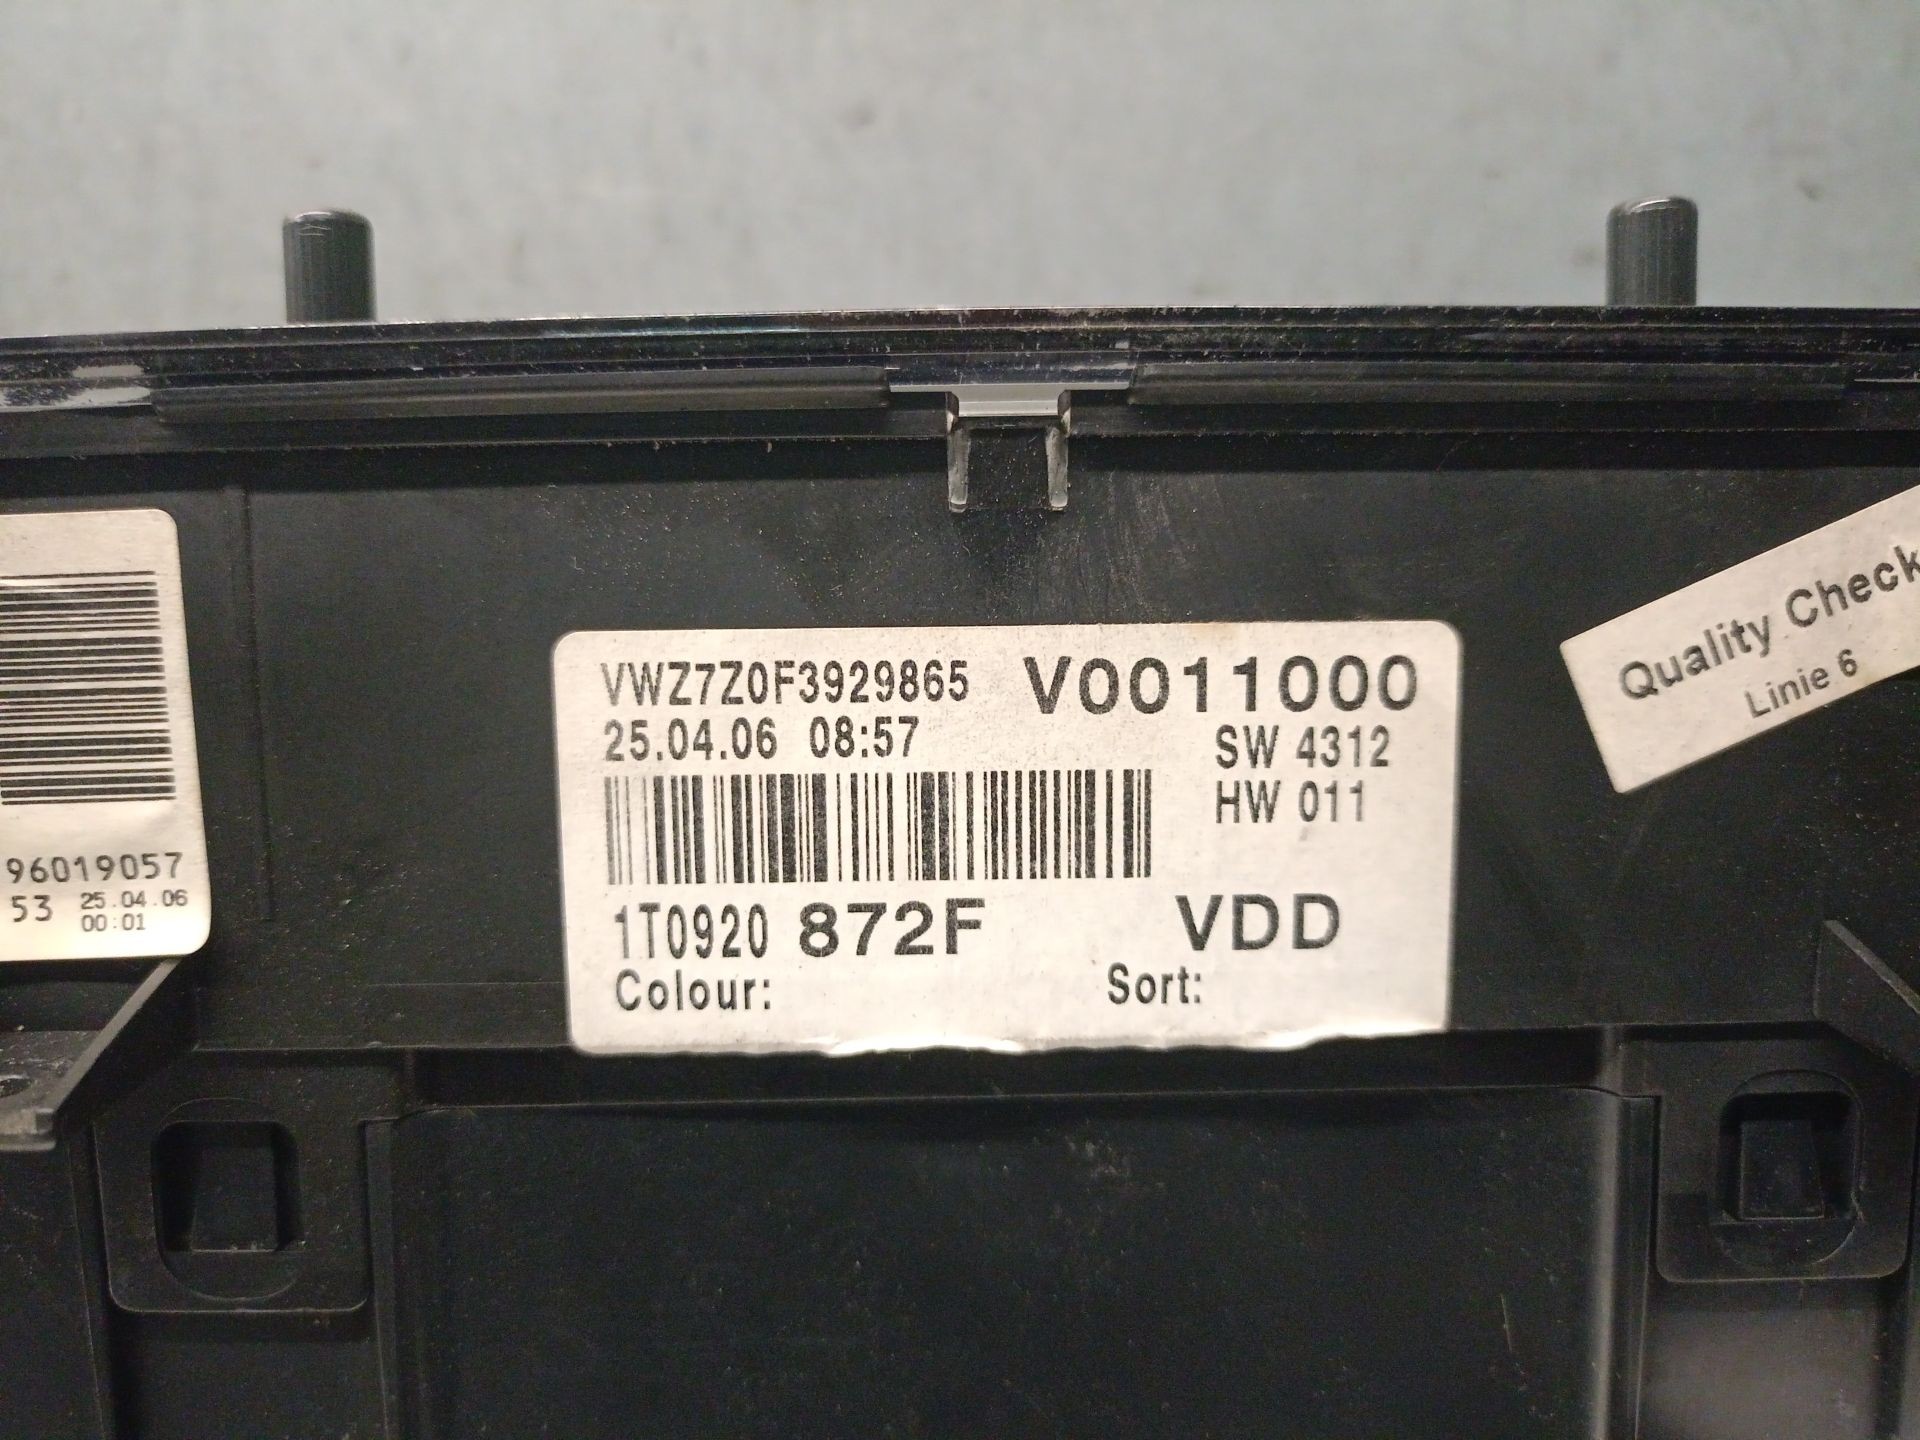 VWZ7Z0F3929865 V0011000
25.04.06 08:57 SW 4312
HW 011
1T0920 872F VDD
Colour: Sort:
96019057
53 25.04.06
00:01
Quality Check
Linie 6